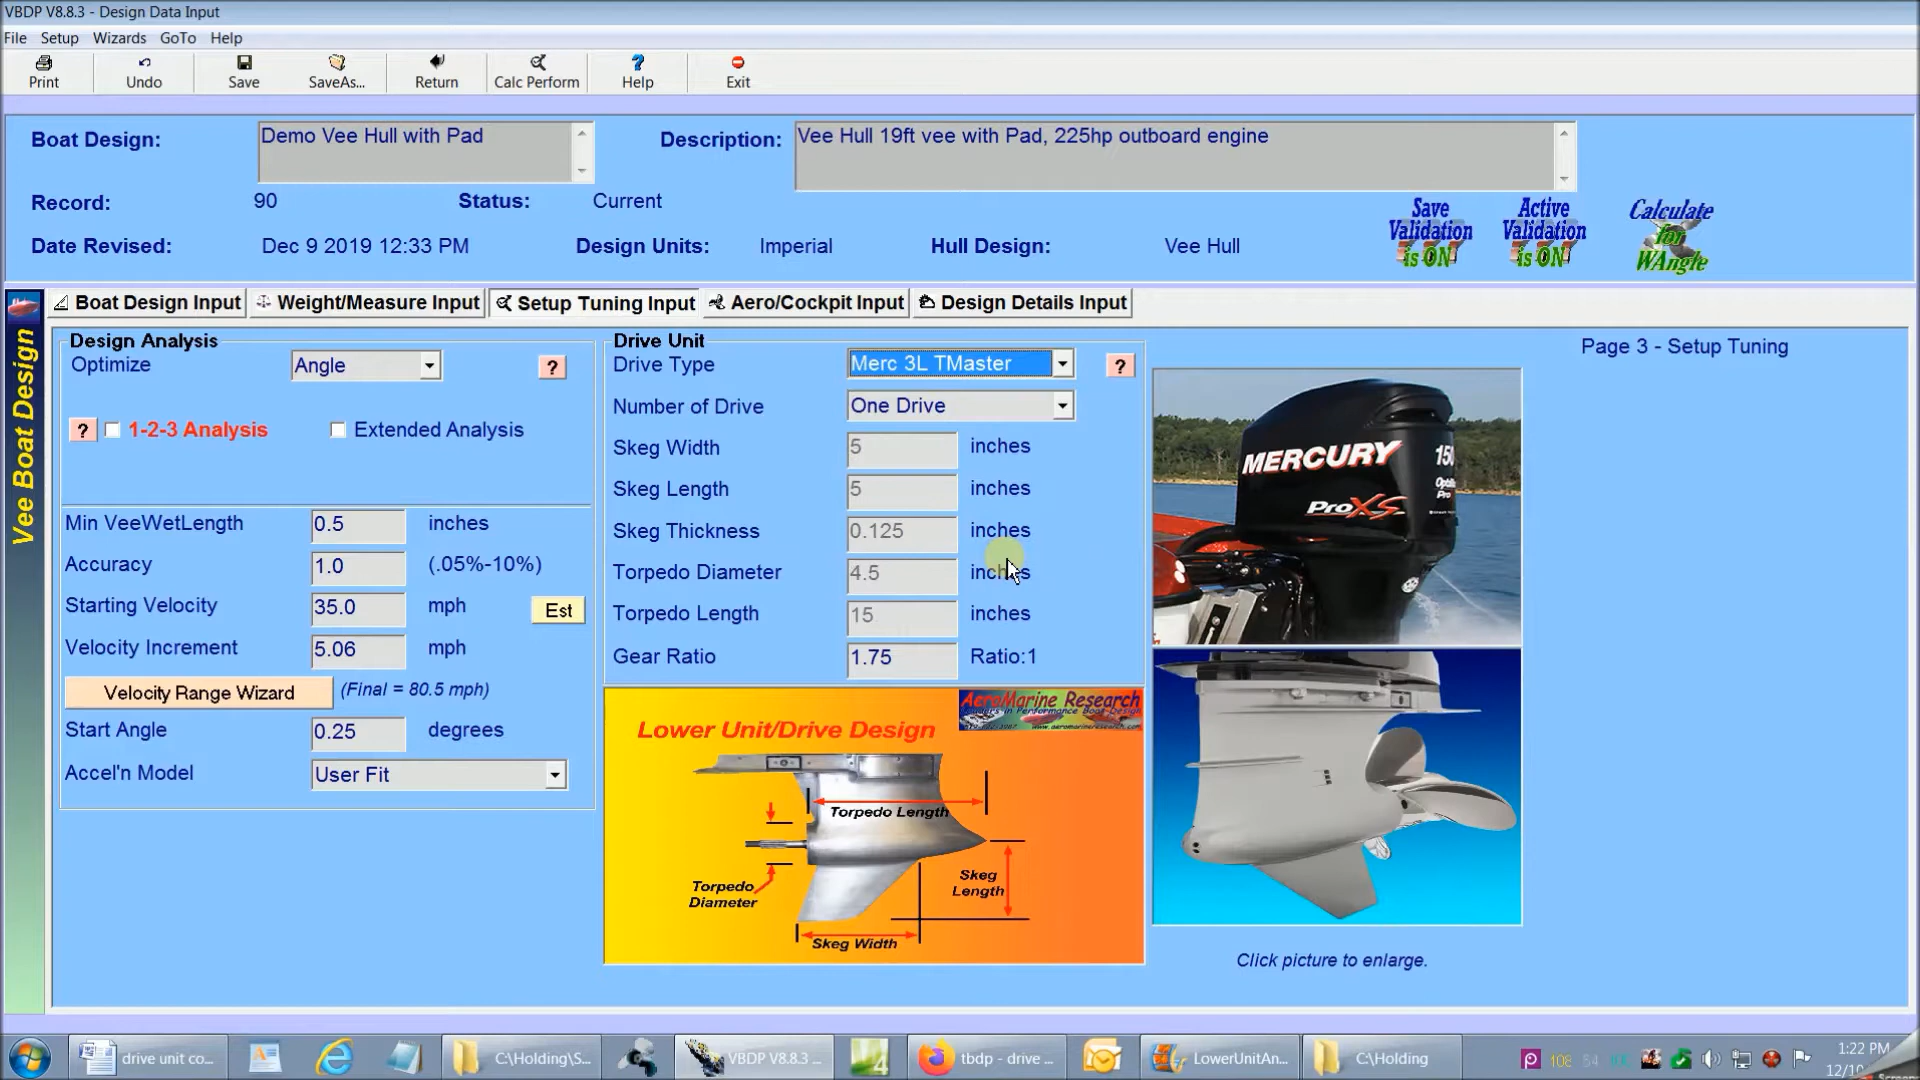 VBDP V8.8.3 - Design Data Input
File Setup Wizards GoTo Help
Print Undo Save SaveAs... Return Calc Perform Help Exit
Boat Design: Demo Vee Hull with Pad Description: Vee Hull 19ft vee with Pad, 225hp outboard engine
Record: 90 Status: Current
Date Revised: Dec 9 2019 12:33 PM Design Units: Imperial Hull Design: Vee Hull
Save Validation is ON
Active Validation is ON
Calculate for WAngle
Boat Design Input Weight/Measure Input Setup Tuning Input Aero/Cockpit Input Design Details Input
Vee Boat Design
Design Analysis
Optimize Angle ?
? 1-2-3 Analysis Extended Analysis
Min VeeWetLength 0.5 inches
Accuracy 1.0 (.05%-10%)
Starting Velocity 35.0 mph Est
Velocity Increment 5.06 mph
Velocity Range Wizard (Final = 80.5 mph)
Start Angle 0.25 degrees
Accel'n Model User Fit
Drive Unit
Drive Type Merc 3L TMaster ?
Number of Drive One Drive
Skeg Width 5 inches
Skeg Length 5 inches
Skeg Thickness 0.125 inches
Torpedo Diameter 4.5 inches
Torpedo Length 15 inches
Gear Ratio 1.75 Ratio:1
AeroMarine Research
Lower Unit/Drive Design
Torpedo Length
Torpedo Diameter
Skeg Length
Skeg Width
Page 3 - Setup Tuning
MERCURY 150
ProXS
Click picture to enlarge.
drive unit co... C:\Holding\S... VBDP V8.8.3 ... tbdp - drive ... LowerUnitAn... C:\Holding
1:22 PM